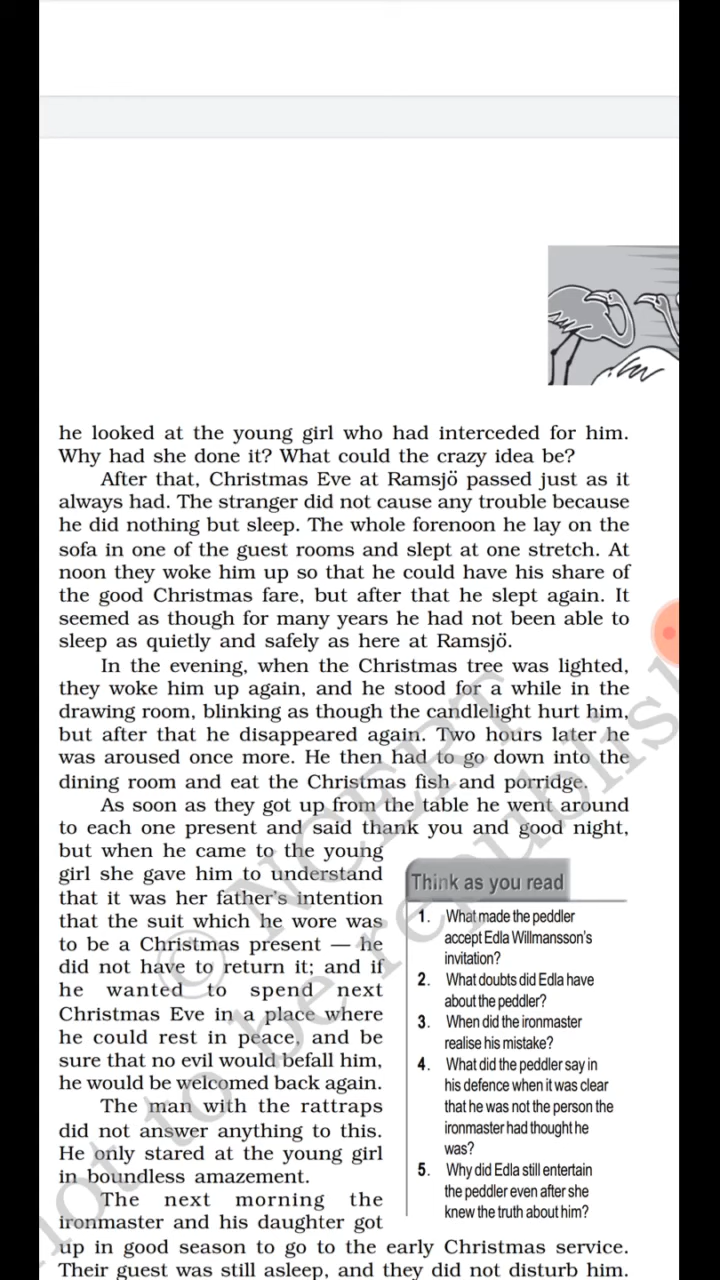 he looked at the young girl who had interceded for him.
Why had she done it? What could the crazy idea be?
After that, Christmas Eve at Ramsjö passed just as it
always had. The stranger did not cause any trouble because
he did nothing but sleep. The whole forenoon he lay on the
sofa in one of the guest rooms and slept at one stretch. At
noon they woke him up so that he could have his share of
the good Christmas fare, but after that he slept again. It
seemed as though for many years he had not been able to
sleep as quietly and safely as here at Ramsjö.
In the evening, when the Christmas tree was lighted,
they woke him up again, and he stood for a while in the
drawing room, blinking as though the candlelight hurt him,
but after that he disappeared again. Two hours later he
was aroused once more. He then had to go down into the
dining room and eat the Christmas fish and porridge.
As soon as they got up from the table he went around
to each one present and said thank you and good night,
but when he came to the young
girl she gave him to understand
that it was her father's intention
that the suit which he wore was
to be a Christmas present — he
did not have to return it; and if
he wanted to spend next
Christmas Eve in a place where
he could rest in peace, and be
sure that no evil would befall him,
he would be welcomed back again.
The man with the rattraps
did not answer anything to this.
He only stared at the young girl
in boundless amazement.
The next morning the
ironmaster and his daughter got
up in good season to go to the early Christmas service.
Their guest was still asleep, and they did not disturb him.
Think as you read
1. What made the peddler
accept Edla Willmansson's
invitation?
2. What doubts did Edla have
about the peddler?
3. When did the ironmaster
realise his mistake?
4. What did the peddler say in
his defence when it was clear
that he was not the person the
ironmaster had thought he
was?
5. Why did Edla still entertain
the peddler even after she
knew the truth about him?
© NCERT
not to be republish